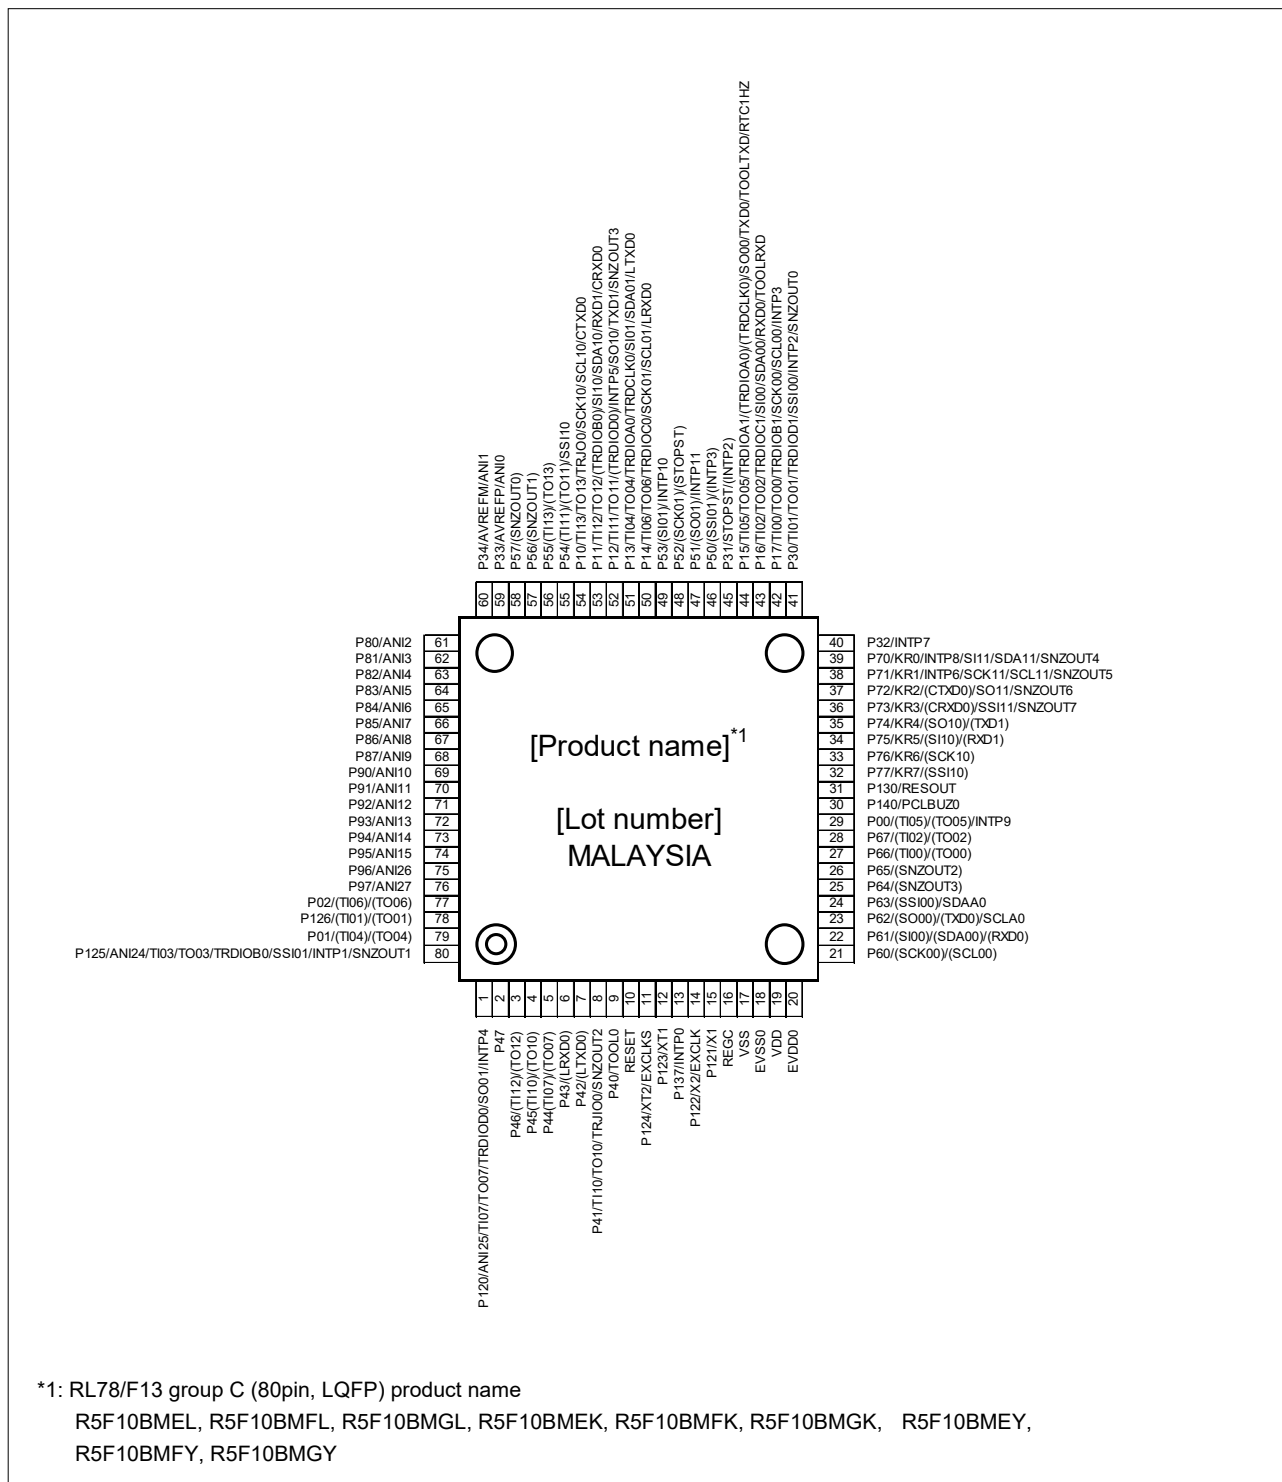 P34/AVREFM/ANI1
P33/AVREFP/ANI0
P57/(SNZOUT0)
P56/(SNZOUT1)
P55/(TI13)/(TO13)
P54/(TI11)/(TO11)/SSI10
P10/TI13/TO13/TRJO0/SCK10/SCL10/CTXD0
P11/TI12/TO12/(TRDIOB0)/SI10/SDA10/RXD1/CRXD0
P12/TI11/TO11/(TRDIOD0)/INTP5/SO10/TXD1/SNZOUT3
P13/TI04/TO04/TRDIOA0/TRDCLK0/SI01/SDA01/LTXD0
P14/TI06/TO06/TRDIOC0/SCK01/SCL01/LRXD0
P53/(SI01)/INTP10
P52/(SCK01)/(STOPST)
P51/(SO01)/INTP11
P50/(SSI01)/(INTP3)
P31/STOPST/(INTP2)
P15/TI05/TO05/TRDIOA1/(TRDIOA0)/(TRDCLK0)/SO00/TXD0/TOOLTXD/RTC1HZ
P16/TI02/TO02/TRDIOC1/SI00/SDA00/RXD0/TOOLRXD
P17/TI00/TO00/TRDIOB1/SCK00/SCL00/INTP3
P30/TI01/TO01/TRDIOD1/SSI00/INTP2/SNZOUT0
60 59 58 57 56 55 54 53 52 51 50 49 48 47 46 45 44 43 42 41
P80/ANI2 61
P81/ANI3 62
P82/ANI4 63
P83/ANI5 64
P84/ANI6 65
P85/ANI7 66
P86/ANI8 67
P87/ANI9 68
P90/ANI10 69
P91/ANI11 70
P92/ANI12 71
P93/ANI13 72
P94/ANI14 73
P95/ANI15 74
P96/ANI26 75
P97/ANI27 76
P02/(TI06)/(TO06) 77
P126/(TI01)/(TO01) 78
P01/(TI04)/(TO04) 79
P125/ANI24/TI03/TO03/TRDIOB0/SSI01/INTP1/SNZOUT1 80
[Product name]*1
[Lot number]
MALAYSIA
40 P32/INTP7
39 P70/KR0/INTP8/SI11/SDA11/SNZOUT4
38 P71/KR1/INTP6/SCK11/SCL11/SNZOUT5
37 P72/KR2/(CTXD0)/SO11/SNZOUT6
36 P73/KR3/(CRXD0)/SSI11/SNZOUT7
35 P74/KR4/(SO10)/(TXD1)
34 P75/KR5/(SI10)/(RXD1)
33 P76/KR6/(SCK10)
32 P77/KR7/(SSI10)
31 P130/RESOUT
30 P140/PCLBUZ0
29 P00/(TI05)/(TO05)/INTP9
28 P67/(TI02)/(TO02)
27 P66/(TI00)/(TO00)
26 P65/(SNZOUT2)
25 P64/(SNZOUT3)
24 P63/(SSI00)/SDAA0
23 P62/(SO00)/(TXD0)/SCLA0
22 P61/(SI00)/(SDA00)/(RXD0)
21 P60/(SCK00)/(SCL00)
1 2 3 4 5 6 7 8 9 10 11 12 13 14 15 16 17 18 19 20
P120/ANI25/TI07/TO07/TRDIOD0/SO01/INTP4
P47
P46/(TI12)/(TO12)
P45(TI10)/(TO10)
P44(TI07)/(TO07)
P43/(LRXD0)
P42/(LTXD0)
P41/TI10/TO10/TRJIO0/SNZOUT2
P40/TOOL0
RESET
P124/XT2/EXCLKS
P123/XT1
P137/INTP0
P122/X2/EXCLK
P121/X1
REGC
VSS
EVSS0
VDD
EVDD0
*1: RL78/F13 group C (80pin, LQFP) product name
R5F10BMEL, R5F10BMFL, R5F10BMGL, R5F10BMEK, R5F10BMFK, R5F10BMGK, R5F10BMEY,
R5F10BMFY, R5F10BMGY